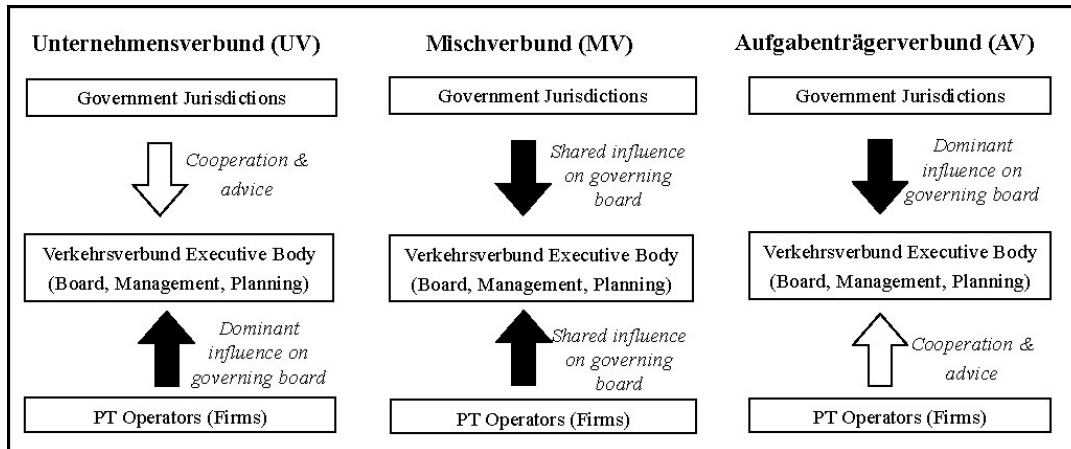 Unternehmensverbund (UV)
Government Jurisdictions
Cooperation &
advice
Verkehrsverbund Executive Body
(Board, Management, Planning)
Dominant
influence on
governing board
PT Operators (Firms)
Mischverbund (MV)
Government Jurisdictions
Shared influence
on governing
board
Verkehrsverbund Executive Body
(Board, Management, Planning)
Shared influence
on governing
board
PT Operators (Firms)
Aufgabenträgerverbund (AV)
Government Jurisdictions
Dominant
influence on
governing board
Verkehrsverbund Executive Body
(Board, Management, Planning)
Cooperation &
advice
PT Operators (Firms)